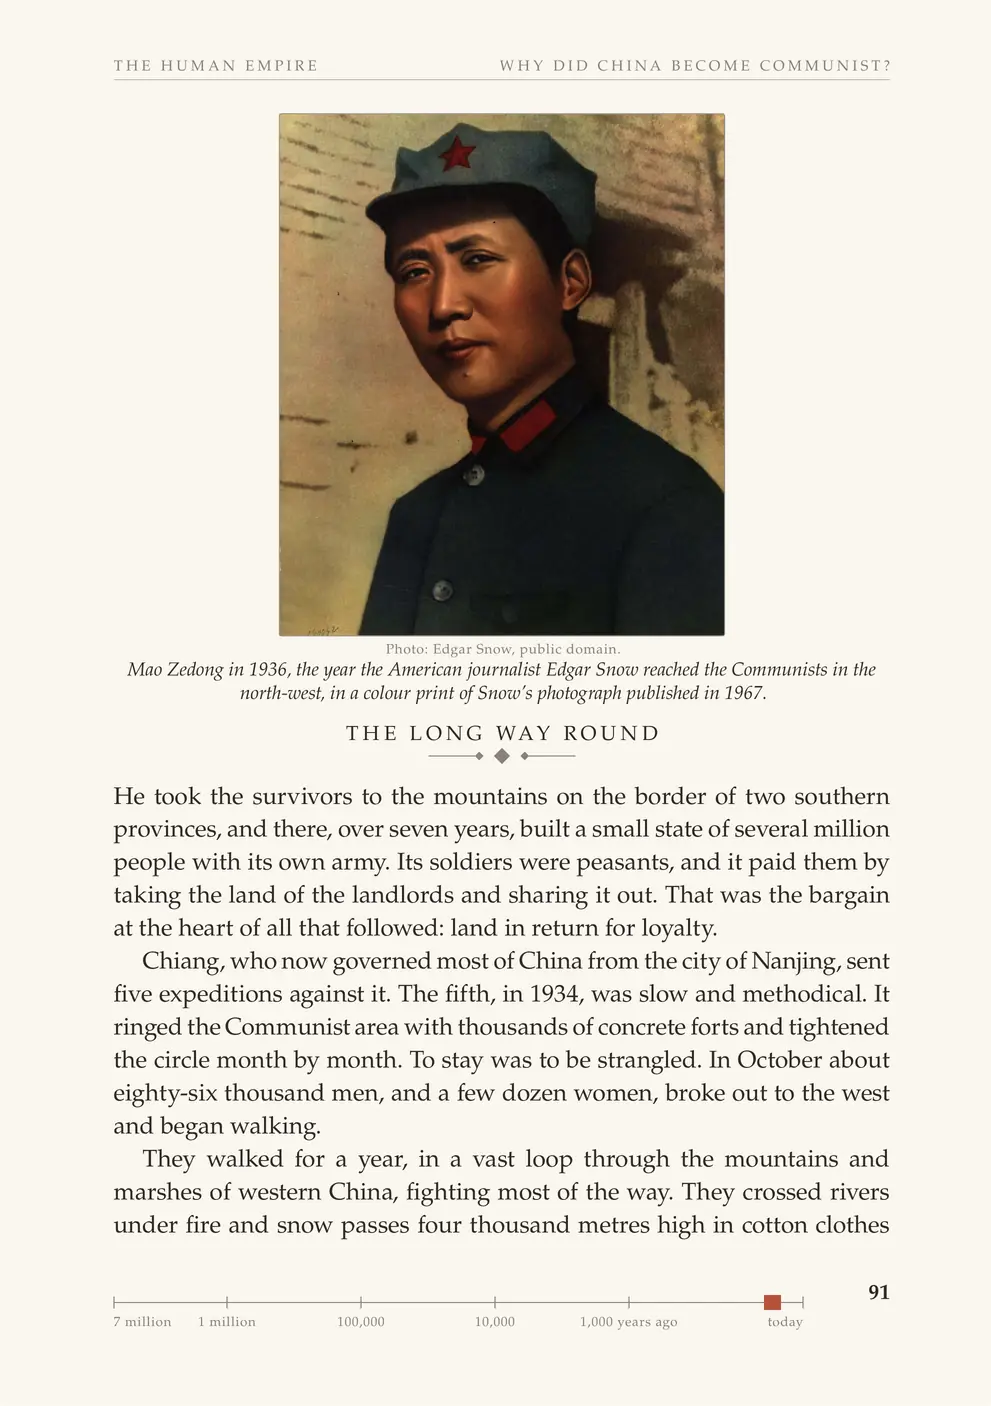 THE HUMAN EMPIRE
WHY DID CHINA BECOME COMMUNIST?
Photo: Edgar Snow, public domain.
Mao Zedong in 1936, the year the American journalist Edgar Snow reached the Communists in the
north-west, in a colour print of Snow's photograph published in 1967.
THE LONG WAY ROUND
He took the survivors to the mountains on the border of two southern
provinces, and there, over seven years, built a small state of several million
people with its own army. Its soldiers were peasants, and it paid them by
taking the land of the landlords and sharing it out. That was the bargain
at the heart of all that followed: land in return for loyalty.
Chiang, who now governed most of China from the city of Nanjing, sent
five expeditions against it. The fifth, in 1934, was slow and methodical. It
ringed the Communist area with thousands of concrete forts and tightened
the circle month by month. To stay was to be strangled. In October about
eighty-six thousand men, and a few dozen women, broke out to the west
and began walking.
They walked for a year, in a vast loop through the mountains and
marshes of western China, fighting most of the way. They crossed rivers
under fire and snow passes four thousand metres high in cotton clothes
91
7 million 1 million 100,000 10,000 1,000 years ago today